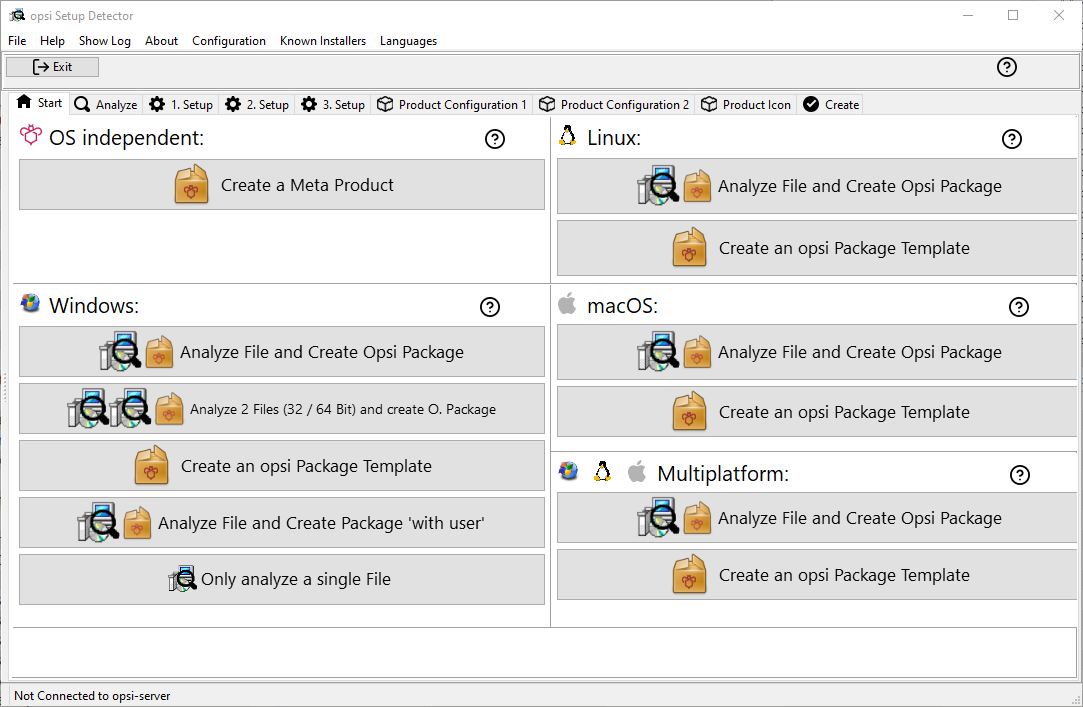 opsi Setup Detector
File Help Show Log About Configuration Known Installers Languages
Exit
Start Analyze 1. Setup 2. Setup 3. Setup Product Configuration 1 Product Configuration 2 Product Icon Create
OS independent:
Create a Meta Product
Linux:
Analyze File and Create Opsi Package
Create an opsi Package Template
Windows:
Analyze File and Create Opsi Package
Analyze 2 Files (32 / 64 Bit) and create O. Package
Create an opsi Package Template
Analyze File and Create Package 'with user'
Only analyze a single File
macOS:
Analyze File and Create Opsi Package
Create an opsi Package Template
Multiplatform:
Analyze File and Create Opsi Package
Create an opsi Package Template
Not Connected to opsi-server